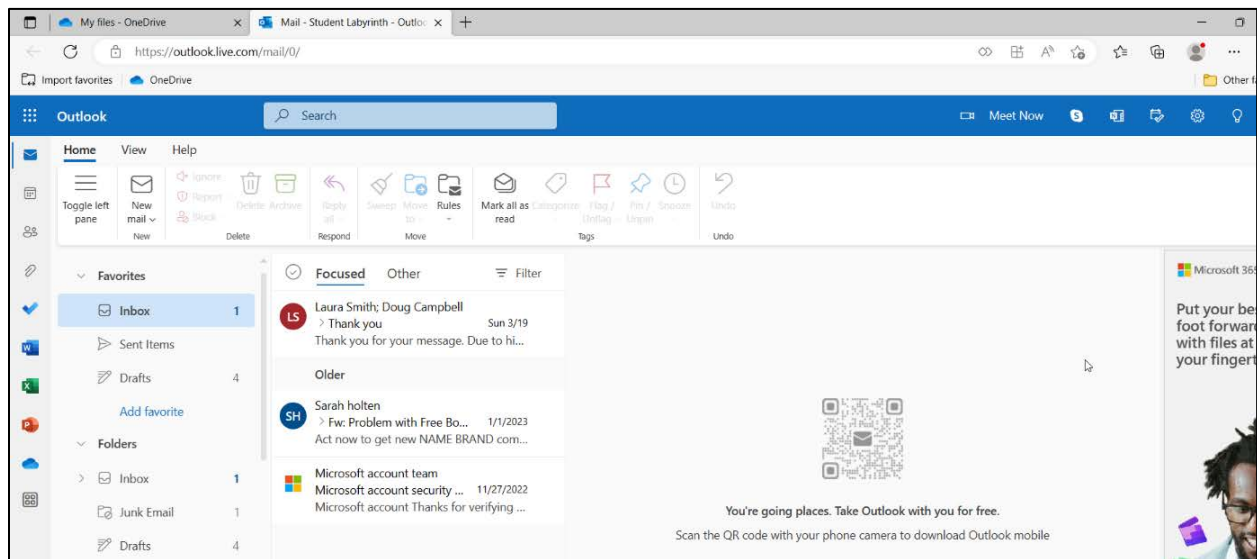 My files - OneDrive
Mail - Student Labyrinth - Outloo
https://outlook.live.com/mail/0/
Import favorites
OneDrive
Other fa
Outlook
Search
Meet Now
Home View Help
Toggle left pane
New mail
Ignore
Report
Block
Delete
Archive
Reply all
Sweep
Move to
Rules
Mark all as read
Categorize
Flag / Unflag
Pin / Unpin
Snooze
Undo
New
Delete
Respond
Move
Tags
Undo
Favorites
Inbox 1
Sent Items
Drafts 4
Add favorite
Folders
Inbox 1
Junk Email 1
Drafts 4
Focused Other Filter
LS
Laura Smith; Doug Campbell
> Thank you Sun 3/19
Thank you for your message. Due to hi...
Older
SH
Sarah holten
> Fw: Problem with Free Bo... 1/1/2023
Act now to get new NAME BRAND com...
Microsoft account team
Microsoft account security ... 11/27/2022
Microsoft account Thanks for verifying ...
You're going places. Take Outlook with you for free.
Scan the QR code with your phone camera to download Outlook mobile
Microsoft 365
Put your bes
foot forward
with files at
your fingert